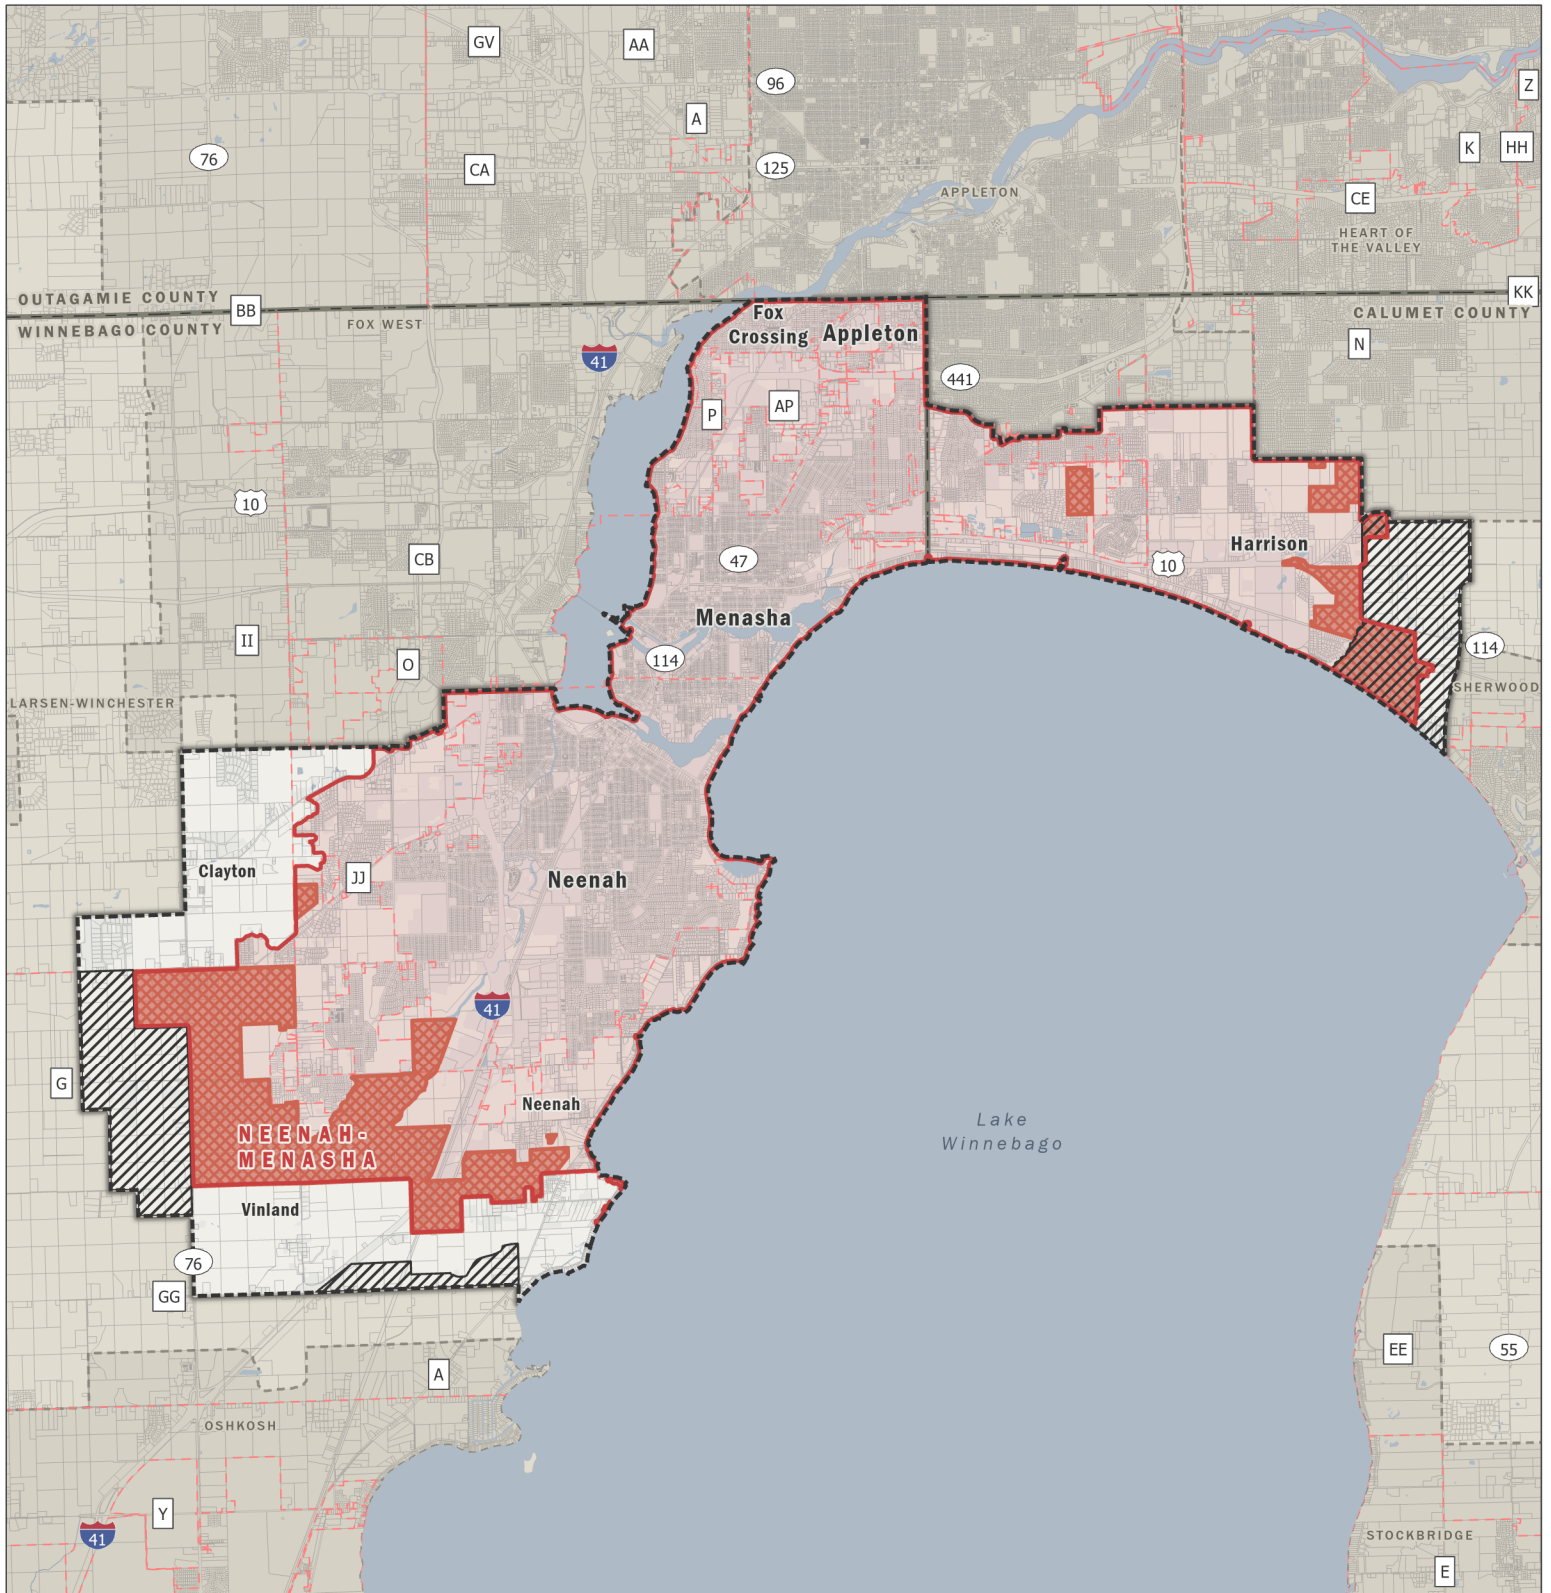 GV
AA
96
Z
A
76
125
K
HH
CA
APPLETON
CE
HEART OF
THE VALLEY
OUTAGAMIE COUNTY
KK
BB
WINNEBAGO COUNTY
FOX WEST
Fox
Crossing
Appleton
CALUMET COUNTY
N
41
441
P
AP
10
CB
47
Harrison
10
Menasha
II
O
114
114
LARSEN-WINCHESTER
SHERWOOD
Clayton
JJ
Neenah
41
G
Neenah
Lake
Winnebago
NEENAH-
MENASHA
Vinland
76
GG
EE
55
A
OSHKOSH
Y
41
STOCKBRIDGE
E